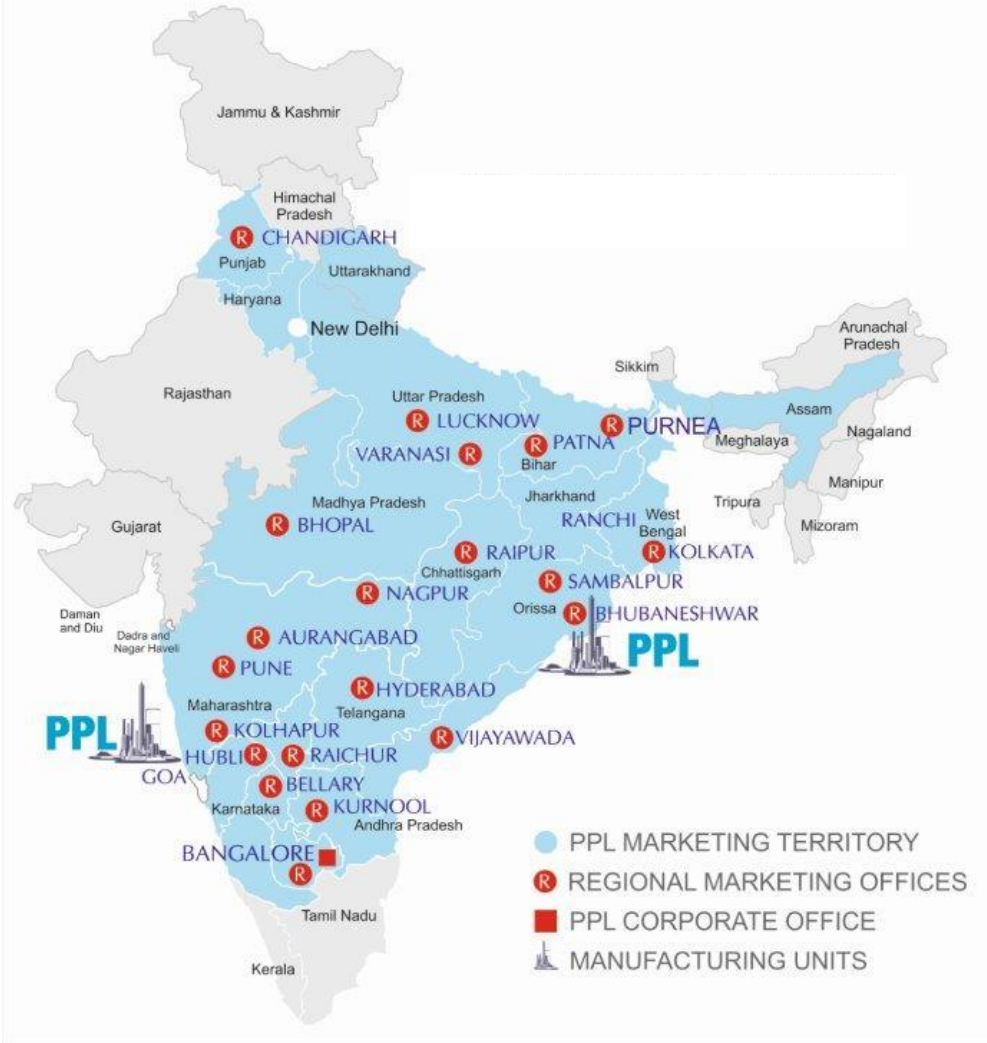 Jammu & Kashmir
Himachal
Pradesh
R CHANDIGARH
Punjab
Uttarakhand
Haryana
New Delhi
Arunachal
Pradesh
Sikkim
Rajasthan
Uttar Pradesh
Assam
R LUCKNOW
R PURNEA
Nagaland
R PATNA
Meghalaya
VARANASI R
Bihar
Manipur
Jharkhand
Madhya Pradesh
Tripura
RANCHI
West
Bengal
Gujarat
R BHOPAL
Mizoram
R RAIPUR
R KOLKATA
Chhattisgarh
R SAMBALPUR
R NAGPUR
Orissa
R BHUBANESHWAR
Daman
and Diu
Dadra and
Nagar Haveli
R AURANGABAD
PPL
R PUNE
R HYDERABAD
Maharashtra
Telangana
PPL
R KOLHAPUR
R VIJAYAWADA
HUBLI R
R RAICHUR
GOA
R BELLARY
Karnataka
R KURNOOL
Andhra Pradesh
BANGALORE
R
Tamil Nadu
Kerala
PPL MARKETING TERRITORY
R REGIONAL MARKETING OFFICES
PPL CORPORATE OFFICE
MANUFACTURING UNITS